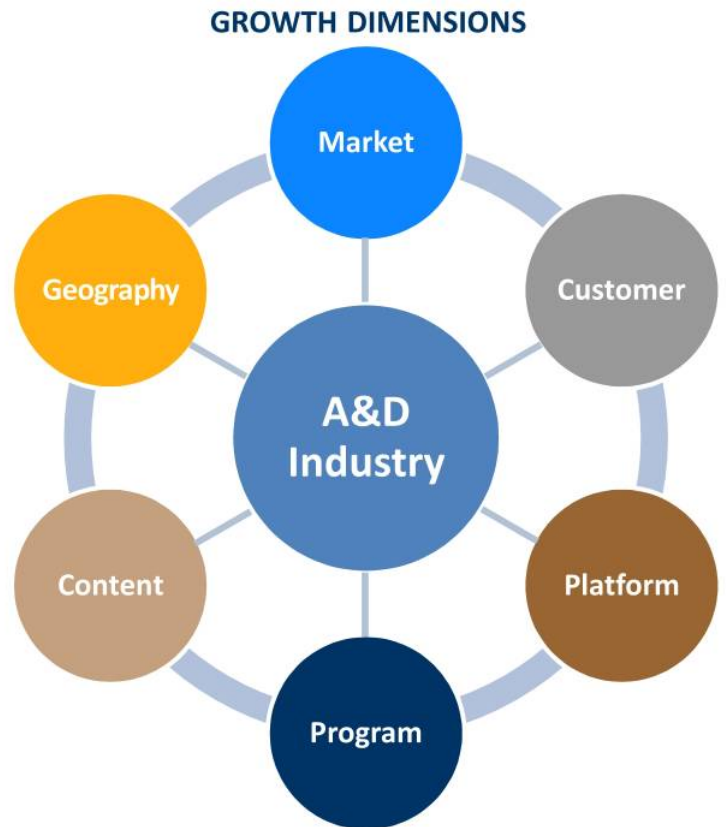 GROWTH DIMENSIONS
Market
Customer
Geography
A&D
Industry
Content
Platform
Program